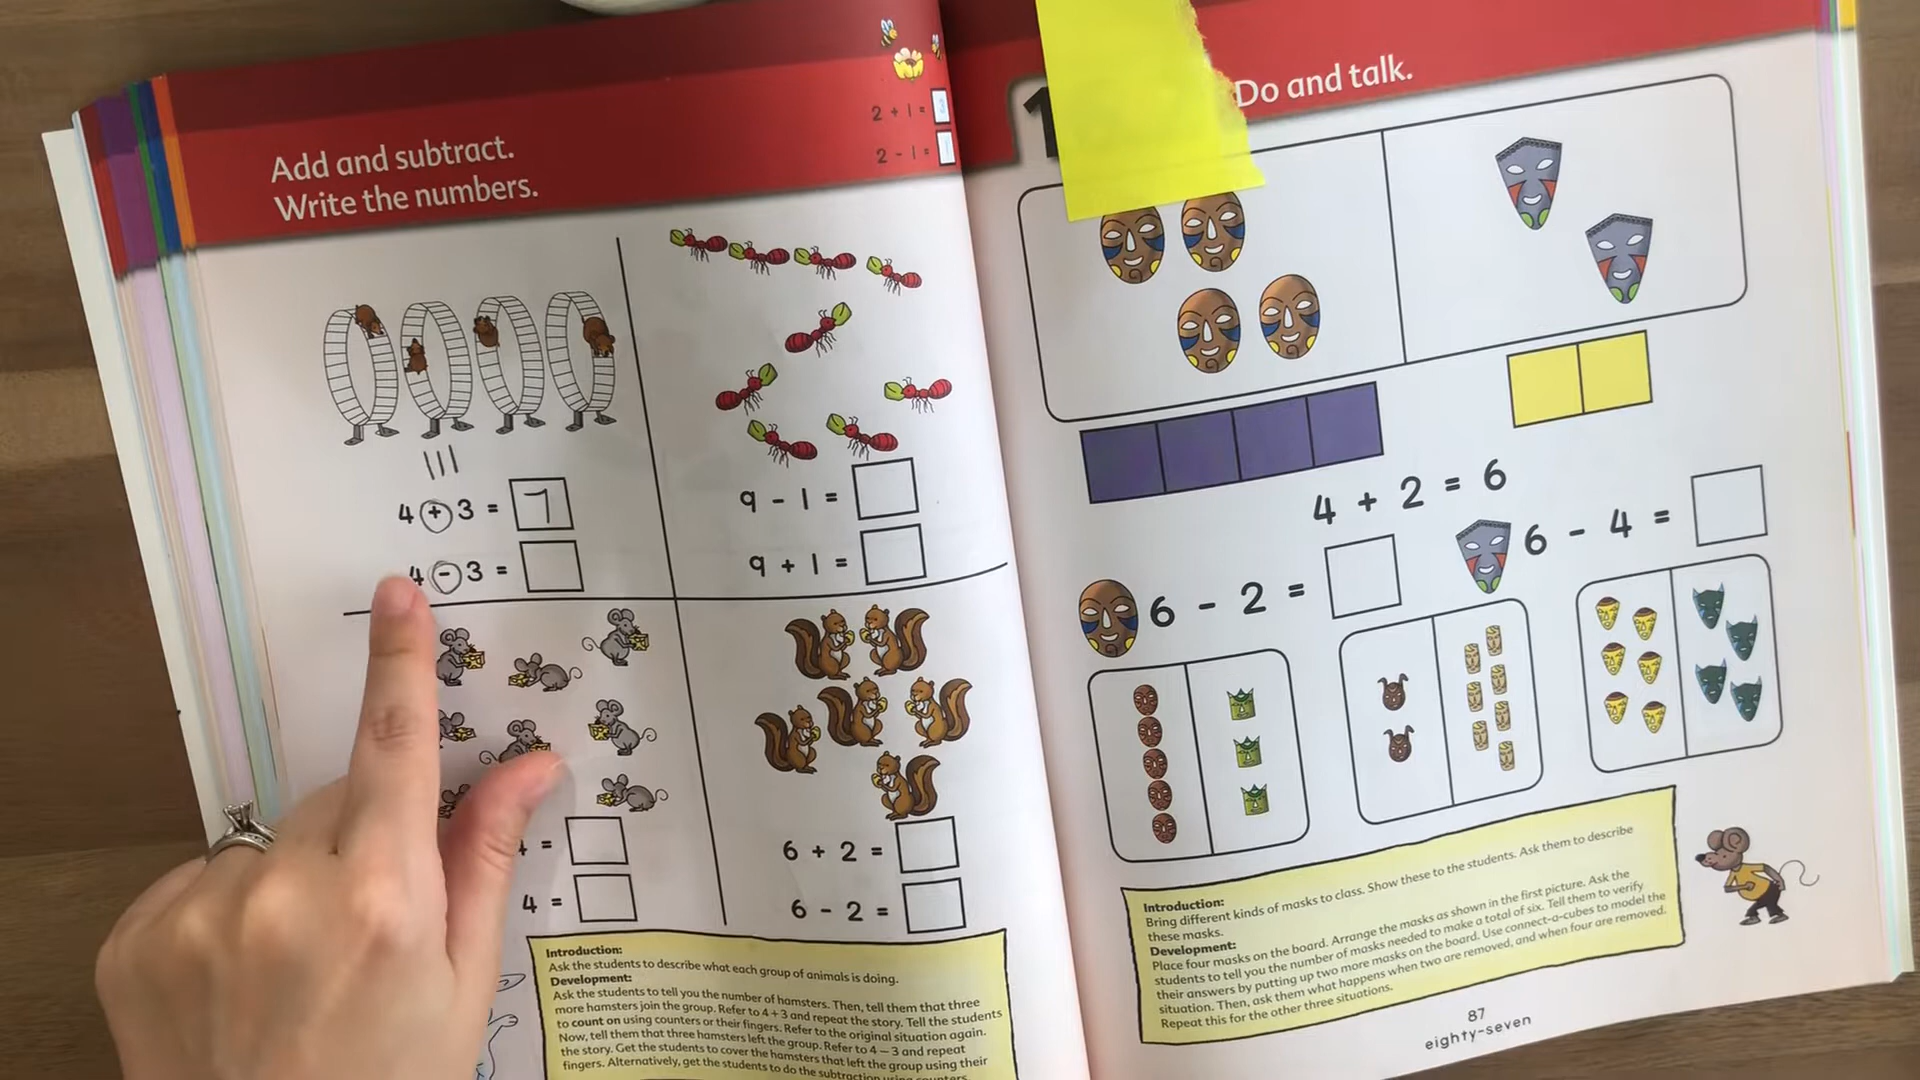 Add and subtract.
Write the numbers.
2 + 1 =
2 - 1 =
4 + 3 = 7
4 - 3 =
9 - 1 =
9 + 1 =
4 =
4 =
6 + 2 =
6 - 2 =
Introduction:
Ask the students to describe what each group of animals is doing.
Development:
Ask the students to tell you the number of hamsters. Then, tell them that three
more hamsters join the group. Refer to 4 + 3 and repeat the story. Tell the students
to count on using counters or their fingers. Refer to the original situation again.
Now, tell them that three hamsters left the group. Refer to 4 – 3 and repeat
the story. Get the students to cover the hamsters that left the group using their
fingers. Alternatively, get the students to do the subtraction using counters.
Do and talk.
4 + 2 = 6
6 - 2 =
6 - 4 =
Introduction:
Bring different kinds of masks to class. Show these to the students. Ask them to describe
these masks.
Development:
Place four masks on the board. Arrange the masks as shown in the first picture. Ask the
students to tell you the number of masks needed to make a total of six. Tell them to verify
their answers by putting up two more masks on the board. Use connect-a-cubes to model the
situation. Then, ask them what happens when two are removed, and when four are removed.
Repeat this for the other three situations.
87
eighty-seven